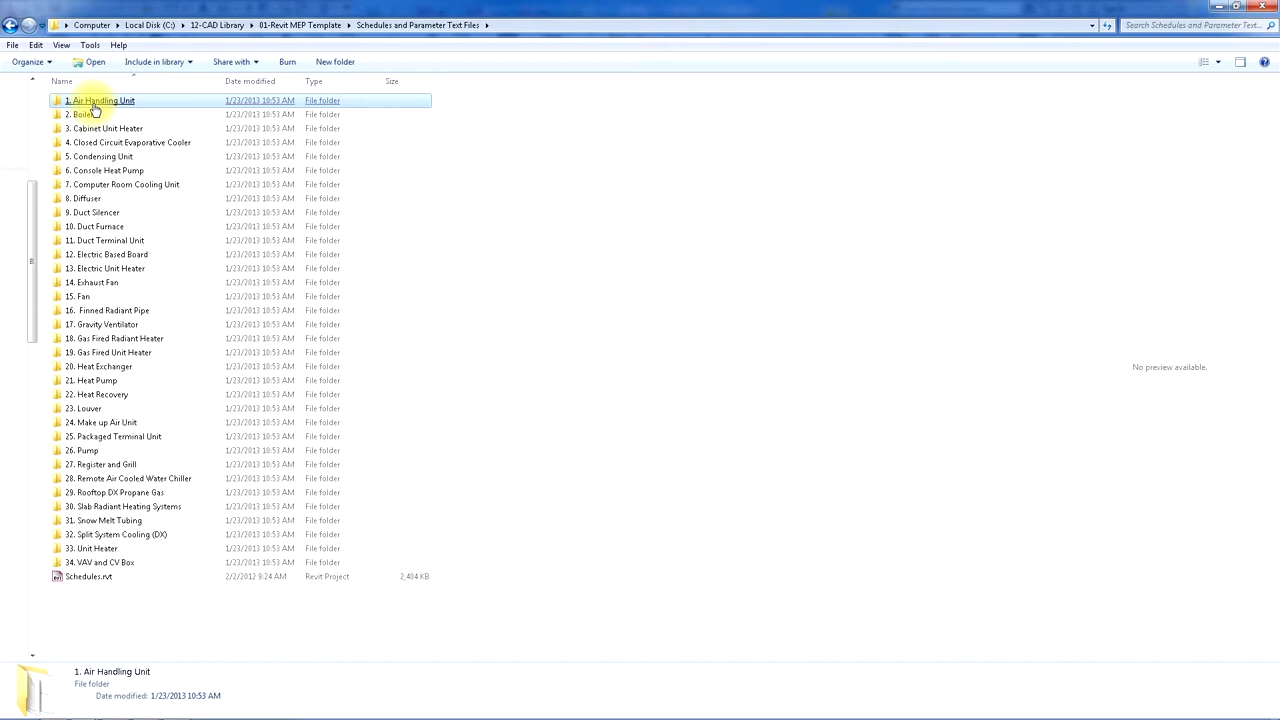 Computer ▸ Local Disk (C:) ▸ 12-CAD Library ▸ 01-Revit MEP Template ▸ Schedules and Parameter Text Files ▸ Search Schedules and Parameter Text...
File Edit View Tools Help
Organize Open Include in library Share with Burn New folder
Name Date modified Type Size
1. Air Handling Unit 1/23/2013 10:53 AM File folder
2. Boiler 1/23/2013 10:53 AM File folder
3. Cabinet Unit Heater 1/23/2013 10:53 AM File folder
4. Closed Circuit Evaporative Cooler 1/23/2013 10:53 AM File folder
5. Condensing Unit 1/23/2013 10:53 AM File folder
6. Console Heat Pump 1/23/2013 10:53 AM File folder
7. Computer Room Cooling Unit 1/23/2013 10:53 AM File folder
8. Diffuser 1/23/2013 10:53 AM File folder
9. Duct Silencer 1/23/2013 10:53 AM File folder
10. Duct Furnace 1/23/2013 10:53 AM File folder
11. Duct Terminal Unit 1/23/2013 10:53 AM File folder
12. Electric Based Board 1/23/2013 10:53 AM File folder
13. Electric Unit Heater 1/23/2013 10:53 AM File folder
14. Exhaust Fan 1/23/2013 10:53 AM File folder
15. Fan 1/23/2013 10:53 AM File folder
16. Finned Radiant Pipe 1/23/2013 10:53 AM File folder
17. Gravity Ventilator 1/23/2013 10:53 AM File folder
18. Gas Fired Radiant Heater 1/23/2013 10:53 AM File folder
19. Gas Fired Unit Heater 1/23/2013 10:53 AM File folder
20. Heat Exchanger 1/23/2013 10:53 AM File folder
21. Heat Pump 1/23/2013 10:53 AM File folder
22. Heat Recovery 1/23/2013 10:53 AM File folder
23. Louver 1/23/2013 10:53 AM File folder
24. Make up Air Unit 1/23/2013 10:53 AM File folder
25. Packaged Terminal Unit 1/23/2013 10:53 AM File folder
26. Pump 1/23/2013 10:53 AM File folder
27. Register and Grill 1/23/2013 10:53 AM File folder
28. Remote Air Cooled Water Chiller 1/23/2013 10:53 AM File folder
29. Rooftop DX Propane Gas 1/23/2013 10:53 AM File folder
30. Slab Radiant Heating Systems 1/23/2013 10:53 AM File folder
31. Snow Melt Tubing 1/23/2013 10:53 AM File folder
32. Split System Cooling (DX) 1/23/2013 10:53 AM File folder
33. Unit Heater 1/23/2013 10:53 AM File folder
34. VAV and CV Box 1/23/2013 10:53 AM File folder
Schedules.rvt 2/2/2012 9:24 AM Revit Project 2,404 KB
No preview available.
1. Air Handling Unit
File folder
Date modified: 1/23/2013 10:53 AM